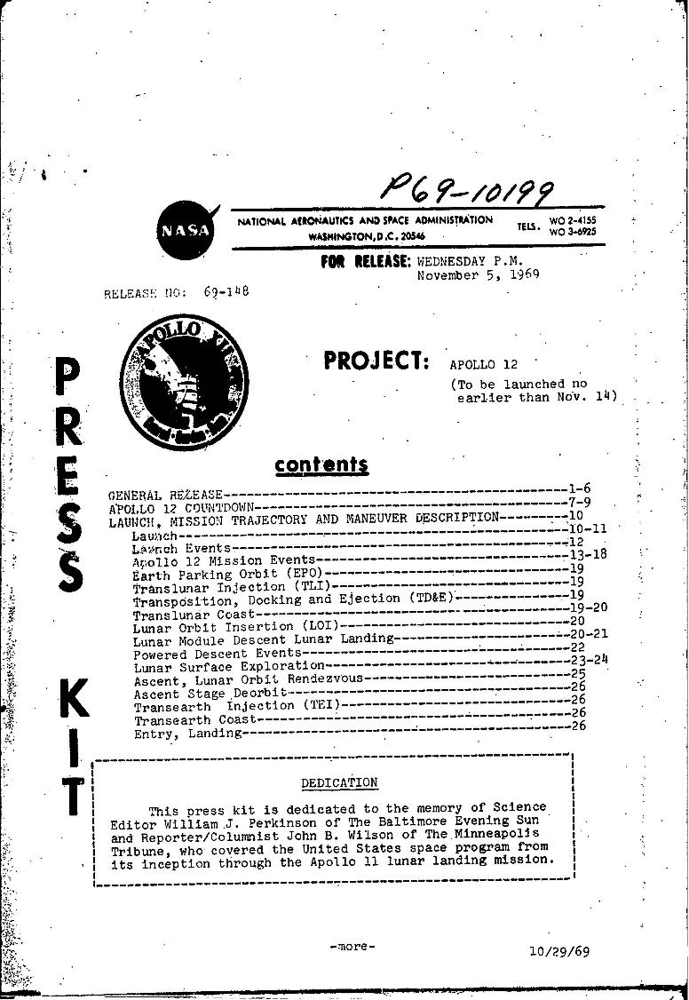 P69-10199
NASA
NATIONAL AERONAUTICS AND SPACE ADMINISTRATION
WASHINGTON, D.C. 20546
TELS. WO 2-4155
WO 3-6925
FOR RELEASE: WEDNESDAY P.M.
November 5, 1969
RELEASE NO: 69-148
APOLLO XII
Conrad · Gordon · Bean
PROJECT: APOLLO 12
(To be launched no
earlier than Nov. 14)
PRESS KIT
contents
GENERAL RELEASE---1-6
APOLLO 12 COUNTDOWN---7-9
LAUNCH, MISSION TRAJECTORY AND MANEUVER DESCRIPTION---10
Launch---10-11
Launch Events---12
Apollo 12 Mission Events---13-18
Earth Parking Orbit (EPO)---19
Translunar Injection (TLI)---19
Transposition, Docking and Ejection (TD&E)---19
Translunar Coast---19-20
Lunar Orbit Insertion (LOI)---20
Lunar Module Descent Lunar Landing---20-21
Powered Descent Events---22
Lunar Surface Exploration---23-24
Ascent, Lunar Orbit Rendezvous---25
Ascent Stage Deorbit---26
Transearth Injection (TEI)---26
Transearth Coast---26
Entry, Landing---26
DEDICATION
This press kit is dedicated to the memory of Science
Editor William J. Perkinson of The Baltimore Evening Sun
and Reporter/Columnist John B. Wilson of The Minneapolis
Tribune, who covered the United States space program from
its inception through the Apollo 11 lunar landing mission.
-more-
10/29/69